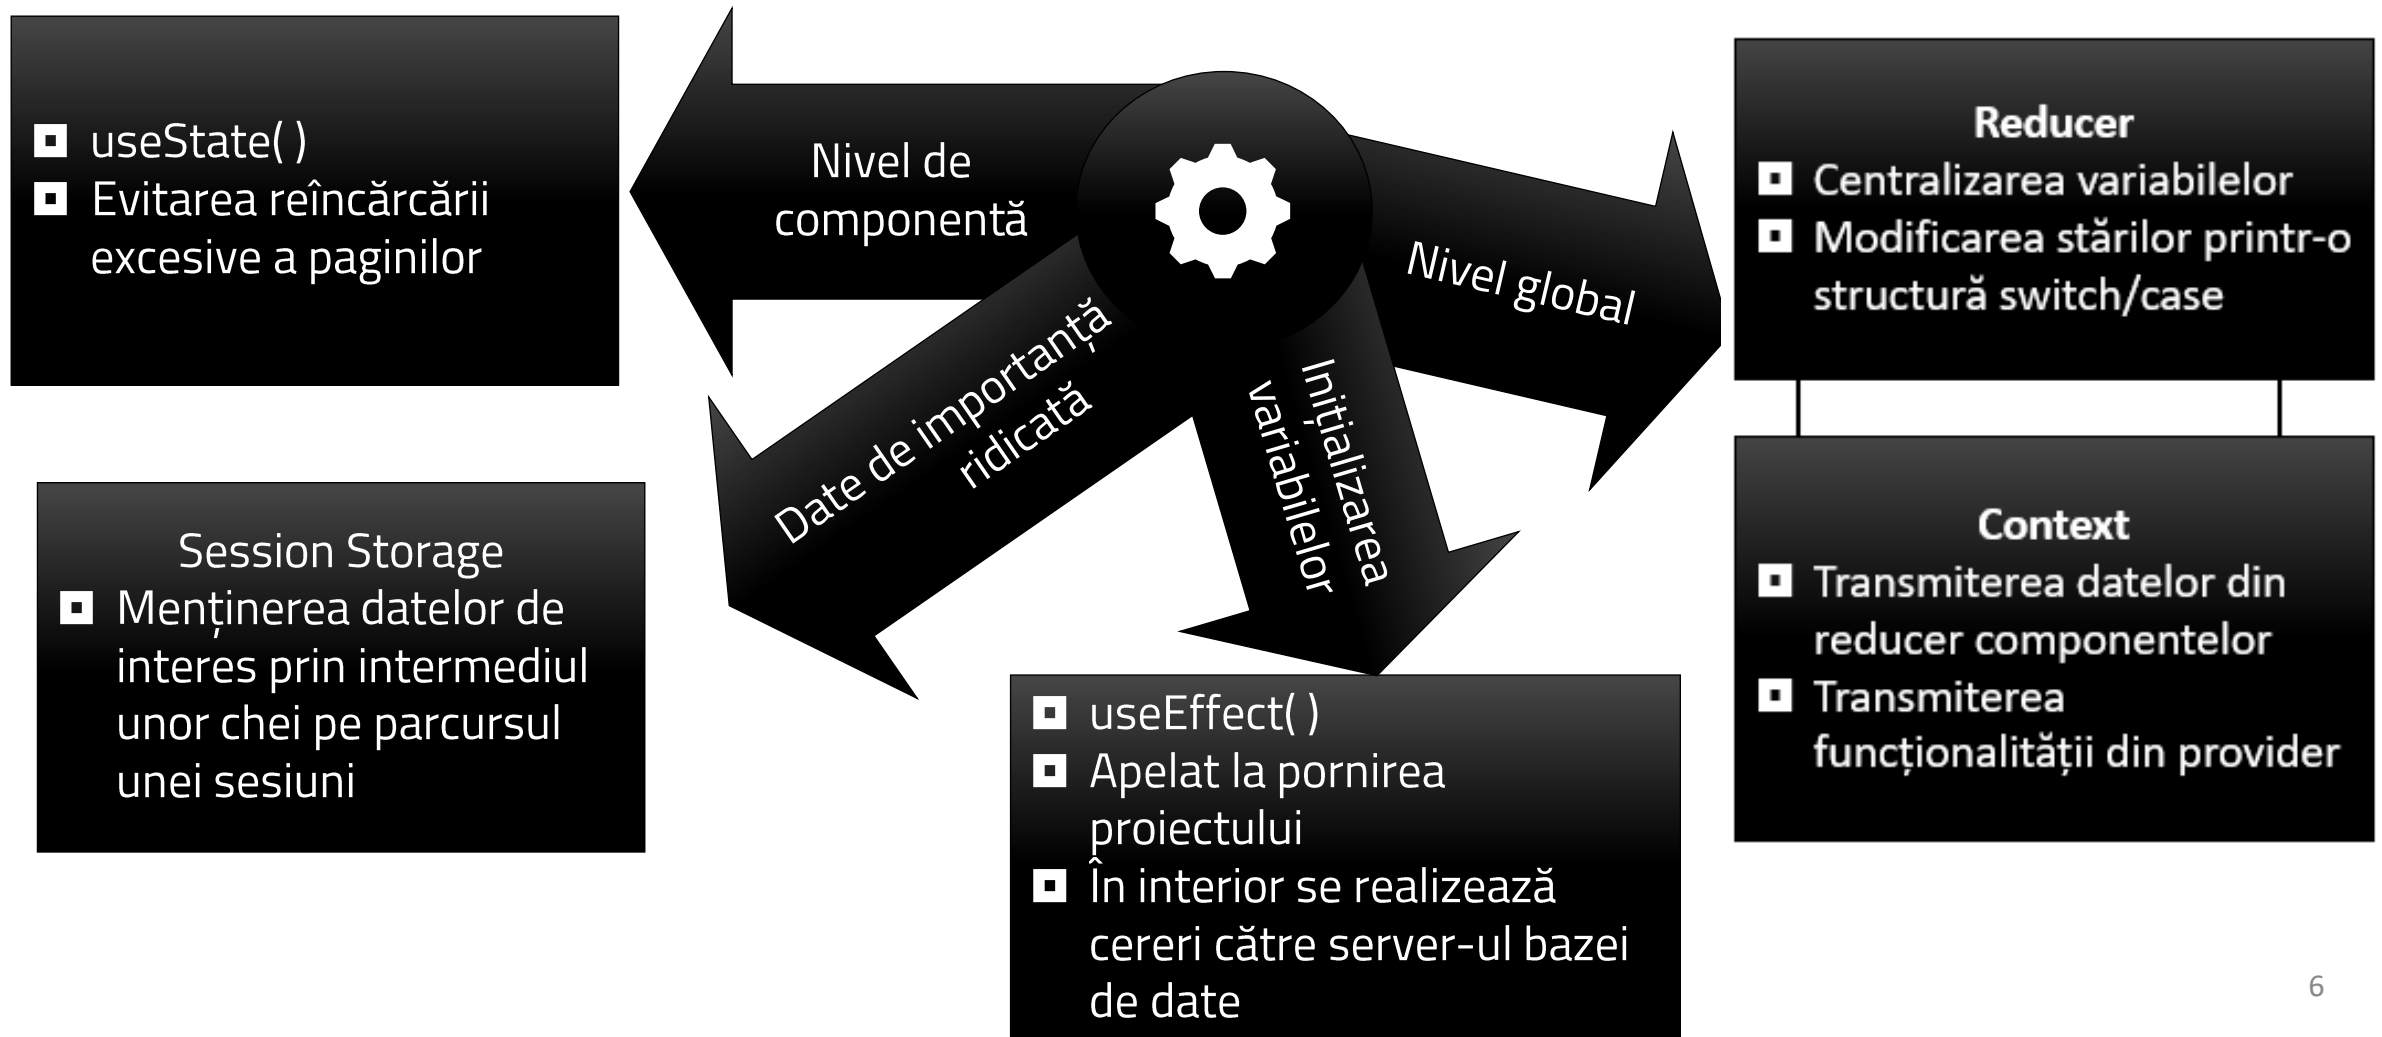 useState( )
Evitarea reîncărcării
excesive a paginilor
Nivel de
componentă
Nivel global
Reducer
Centralizarea variabilelor
Modificarea stărilor printr-o
structură switch/case
Date de importanță
ridicată
Inițializarea
variabilelor
Session Storage
Menținerea datelor de
interes prin intermediul
unor chei pe parcursul
unei sesiuni
useEffect( )
Apelat la pornirea
proiectului
În interior se realizează
cereri către server-ul bazei
de date
Context
Transmiterea datelor din
reducer componentelor
Transmiterea
funcționalității din provider
6